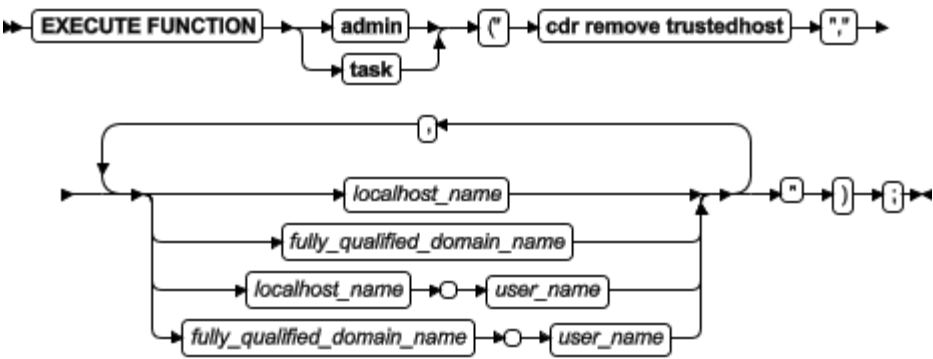 EXECUTE FUNCTION admin (" cdr remove trustedhost ","
task
,
localhost_name " ) ;
fully_qualified_domain_name
localhost_name user_name
fully_qualified_domain_name user_name